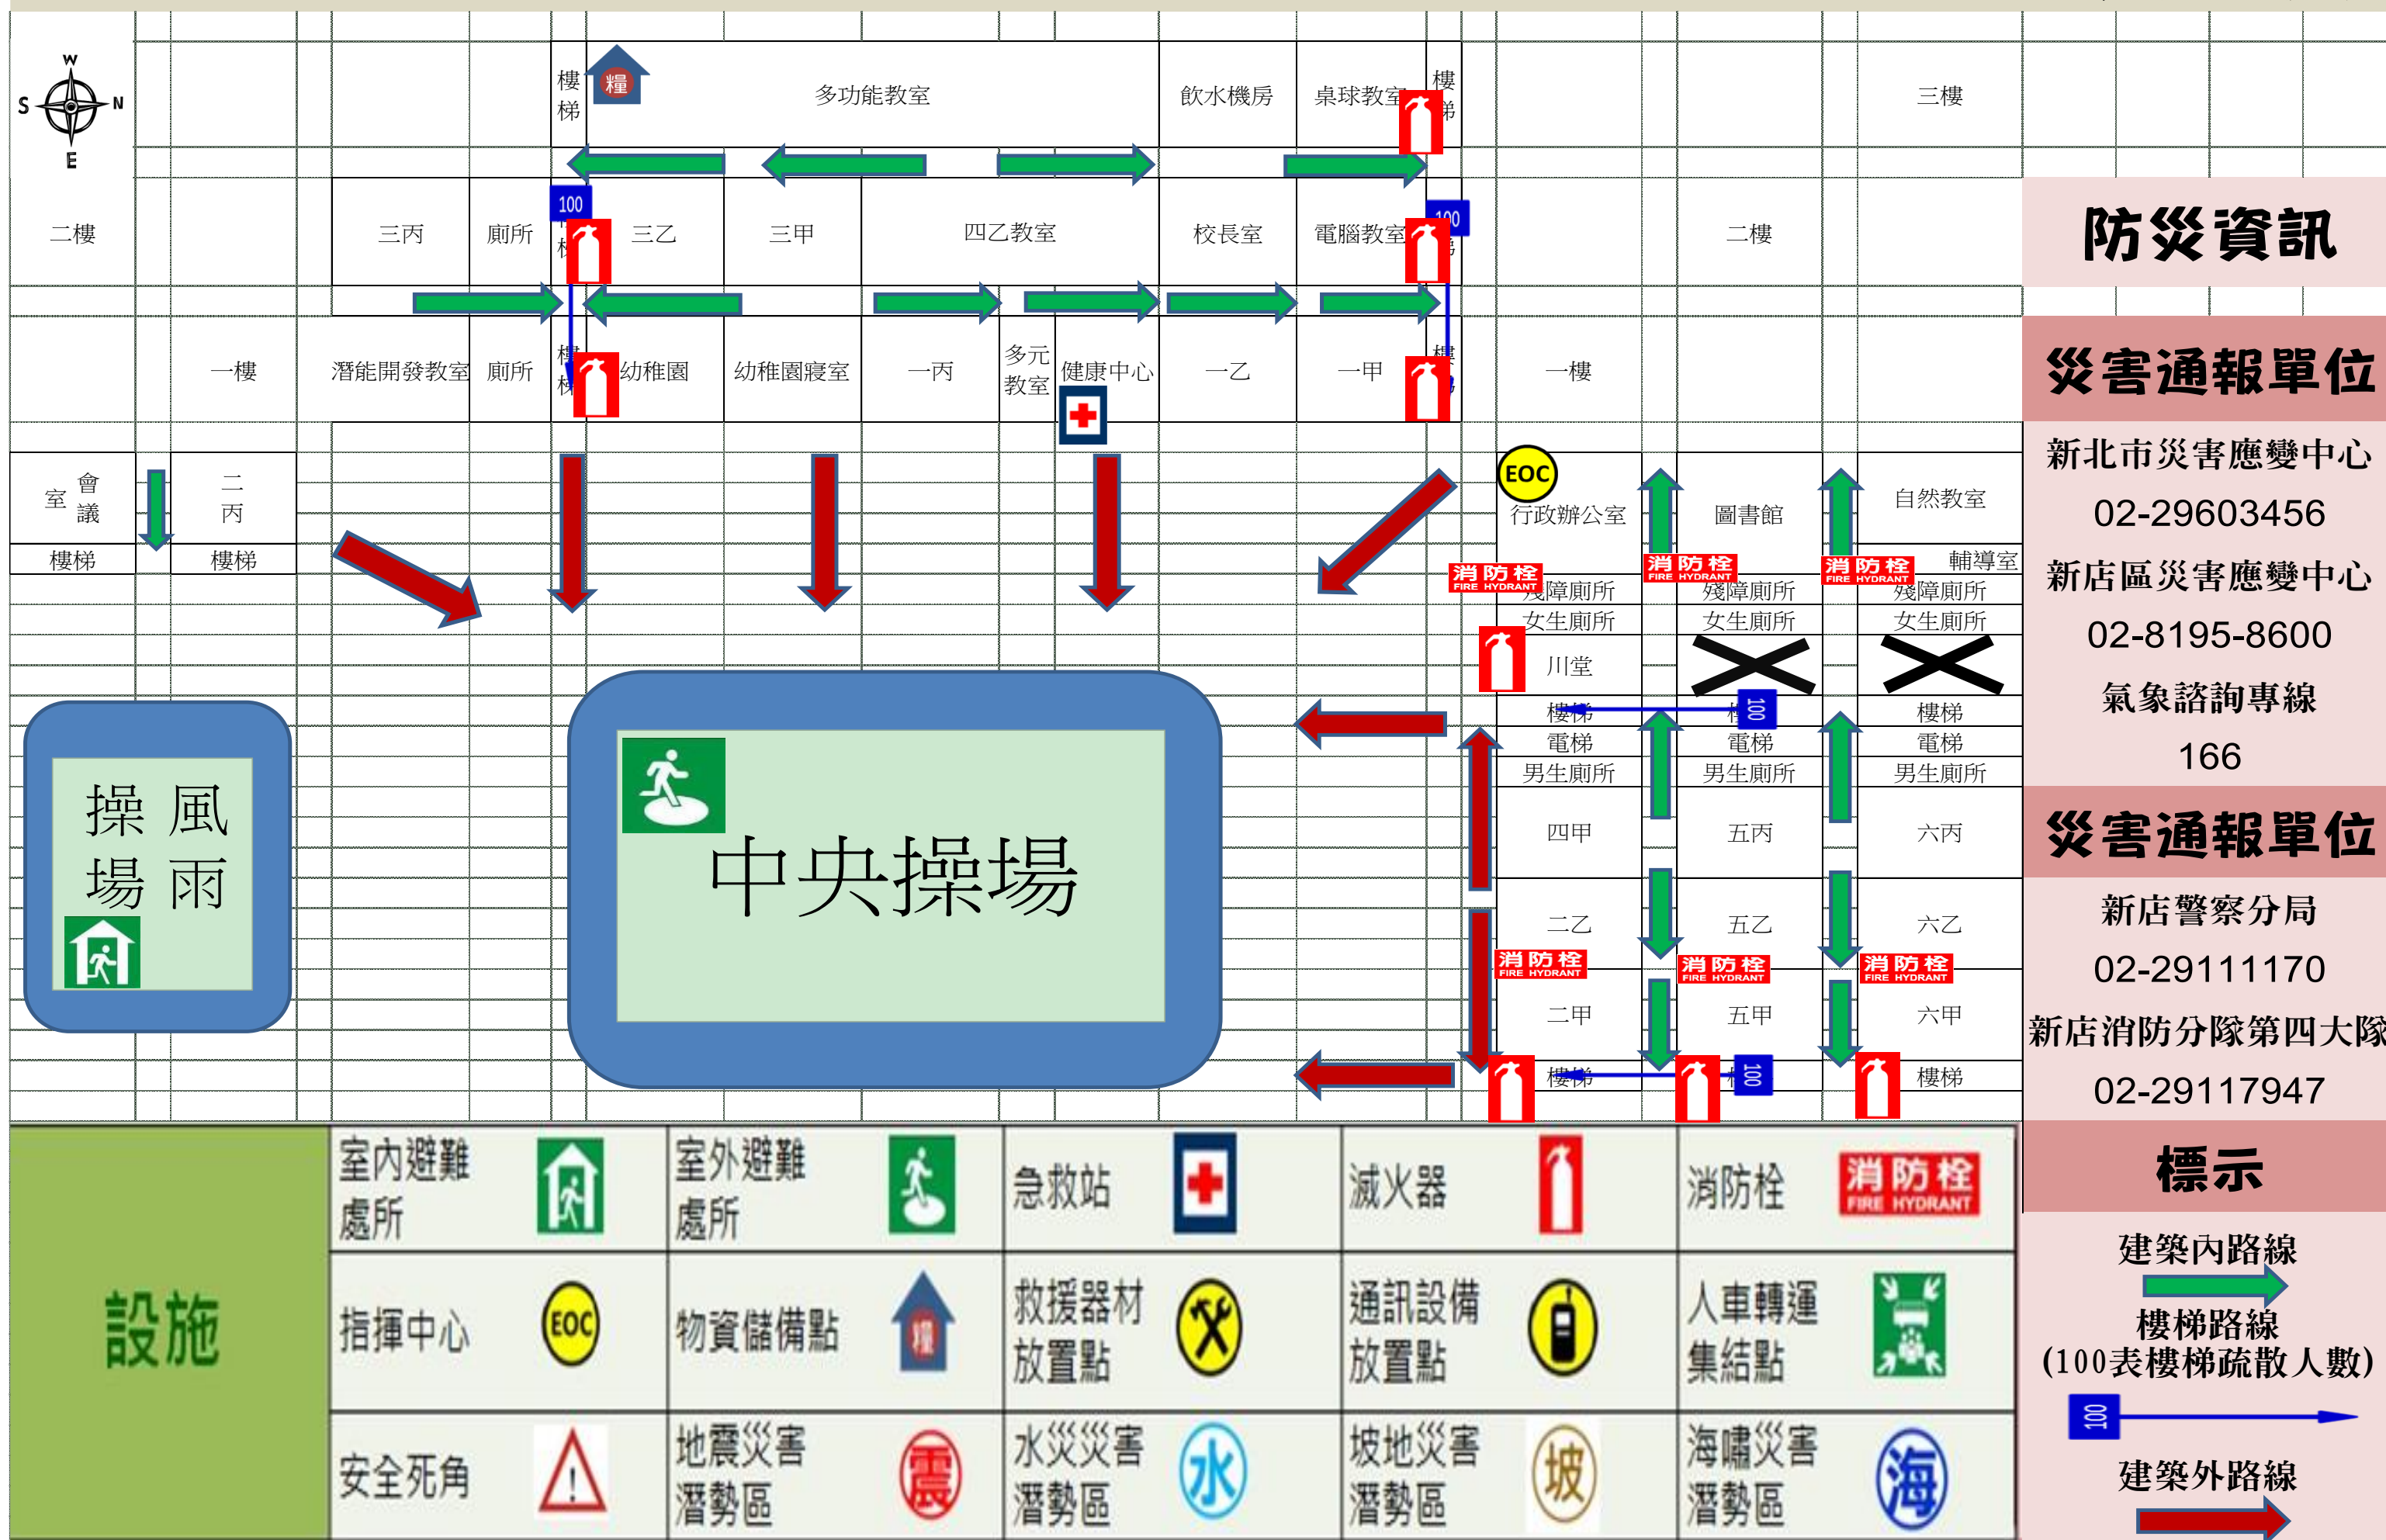 W
S N
E
樓梯
糧
多功能教室
飲水機房
桌球教室
樓梯
三樓
二樓
三丙
廁所
100
三乙
三甲
四乙教室
校長室
電腦教室
100
二樓
一樓
潛能開發教室
廁所
樓梯
幼稚園
幼稚園寢室
一丙
多元
教室
健康中心
一乙
一甲
樓
一樓
會議室
二丙
樓梯
樓梯
EOC
行政辦公室
圖書館
自然教室
輔導室
消防栓
FIRE HYDRANT
消防栓
FIRE HYDRANT
消防栓
FIRE HYDRANT
殘障廁所
殘障廁所
殘障廁所
女生廁所
女生廁所
女生廁所
川堂
樓梯
100
樓梯
電梯
電梯
電梯
男生廁所
男生廁所
男生廁所
四甲
五丙
六丙
二乙
五乙
六乙
消防栓
FIRE HYDRANT
消防栓
FIRE HYDRANT
消防栓
FIRE HYDRANT
二甲
五甲
六甲
樓梯
100
樓梯
風雨
操場
中央操場
防災資訊
災害通報單位
新北市災害應變中心
02-29603456
新店區災害應變中心
02-8195-8600
氣象諮詢專線
166
災害通報單位
新店警察分局
02-29111170
新店消防分隊第四大隊
02-29117947
標示
建築內路線
樓梯路線
(100表樓梯疏散人數)
100
建築外路線
設施
室內避難
處所
室外避難
處所
急救站
滅火器
消防栓
消防栓
FIRE HYDRANT
指揮中心
EOC
物資儲備點
糧
救援器材
放置點
通訊設備
放置點
人車轉運
集結點
安全死角
!
地震災害
潛勢區
震
水災災害
潛勢區
水
坡地災害
潛勢區
坡
海嘯災害
潛勢區
海